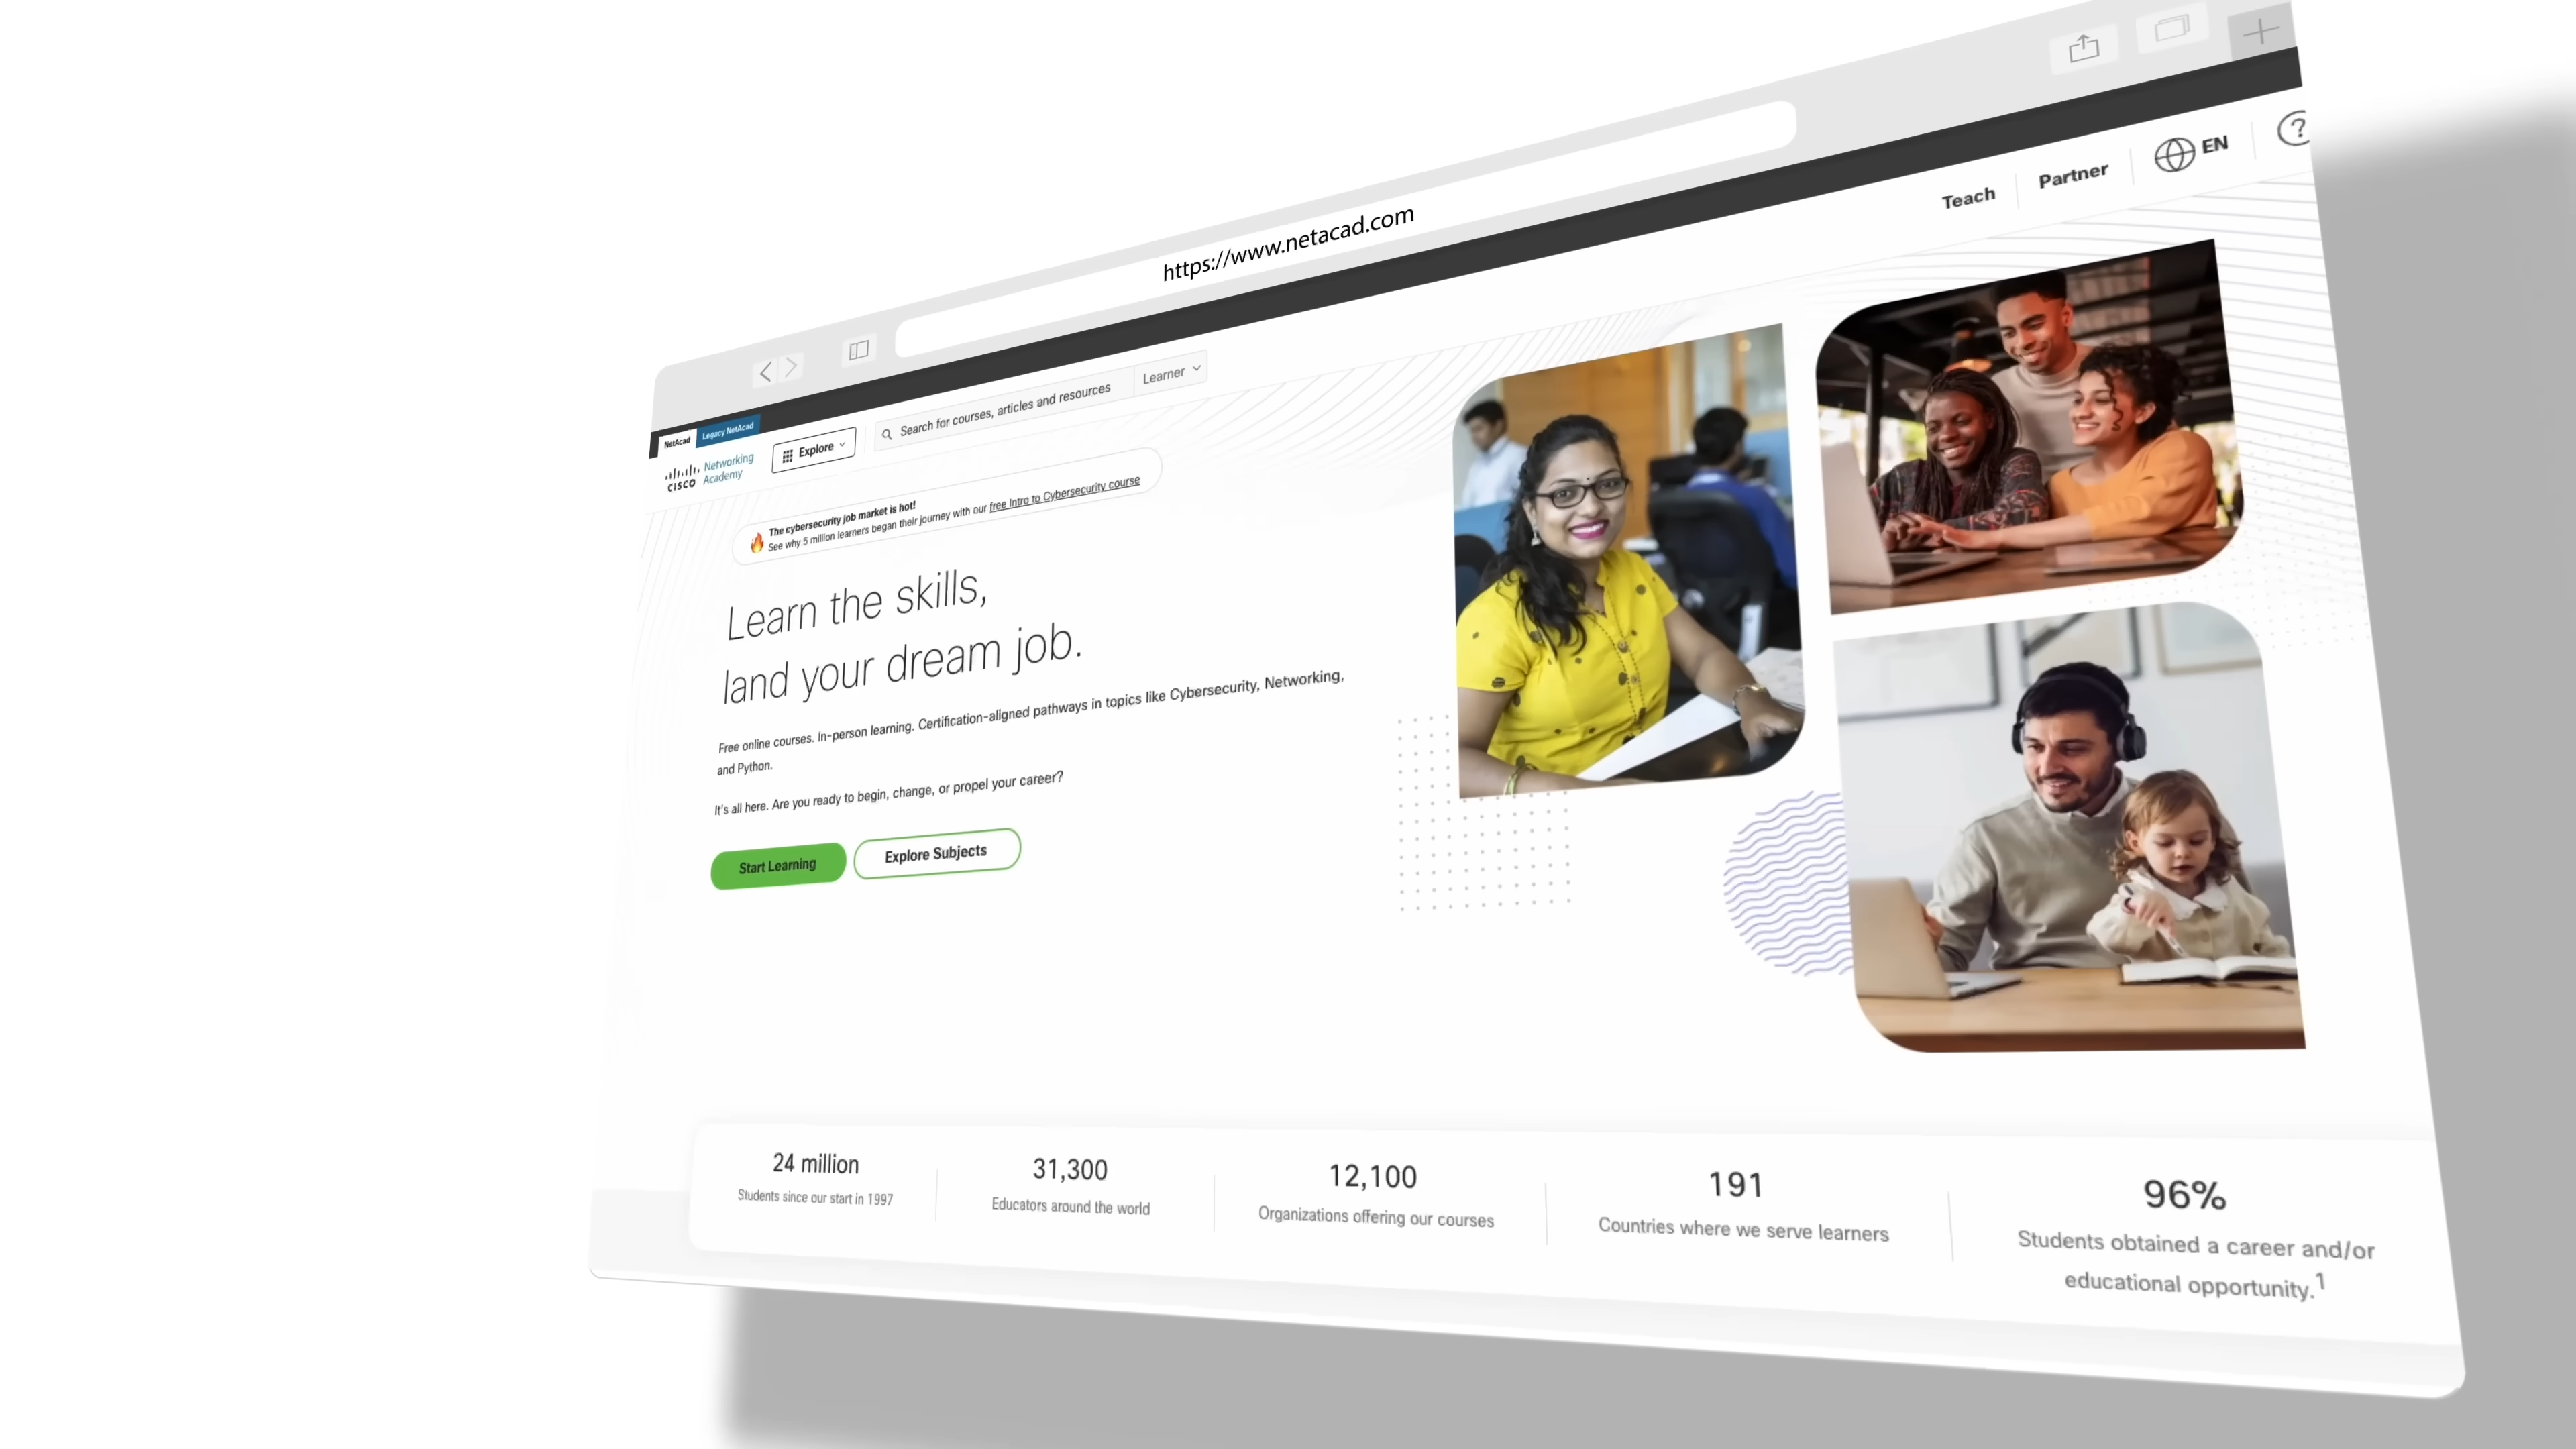 https://www.netacad.com
NetAcad
Legacy NetAcad
CISCO
Networking
Academy
Explore
Search for courses, articles and resources
Learner
Teach
Partner
EN
?
The cybersecurity job market is hot!
See why 5 million learners began their journey with our free Intro to Cybersecurity course
Learn the skills,
land your dream job.
Free online courses. In-person learning. Certification-aligned pathways in topics like Cybersecurity, Networking,
and Python.
It's all here. Are you ready to begin, change, or propel your career?
Start Learning
Explore Subjects
24 million
Students since our start in 1997
31,300
Educators around the world
12,100
Organizations offering our courses
191
Countries where we serve learners
96%
Students obtained a career and/or
educational opportunity.1